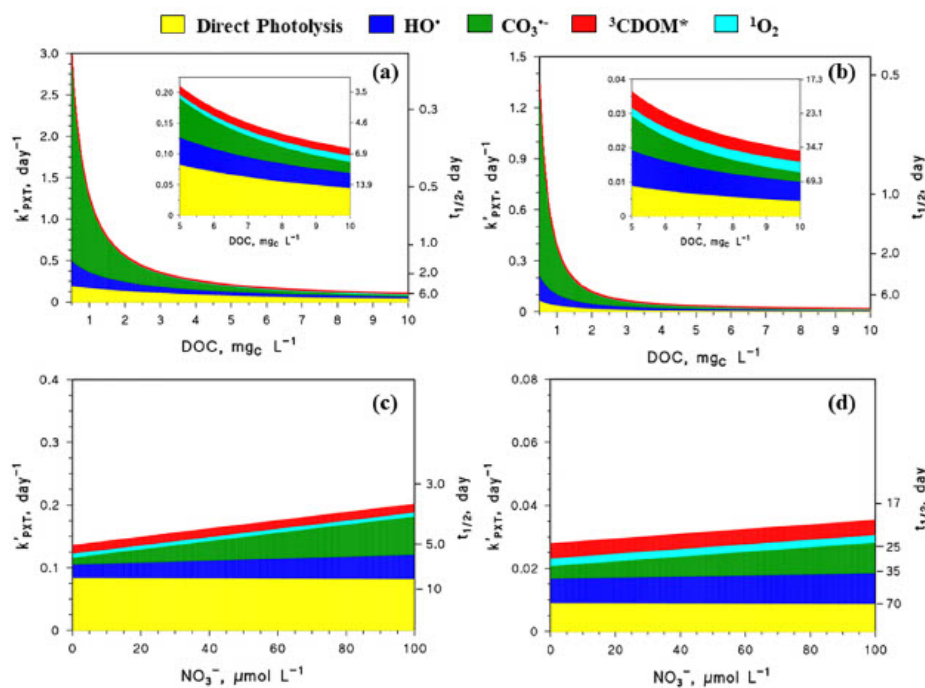 Direct Photolysis HO• CO₃•⁻ ³CDOM* ¹O₂
(a)
k'PXT, day⁻¹
3.0
2.5
2.0
1.5
1.0
0.5
0
0.20
0.15
0.10
0.05
0
3.5
4.6
6.9
13.9
5 6 7 8 9 10
DOC, mgC L⁻¹
0.3
0.5
1.0
2.0
6.0
t1/2, day
1 2 3 4 5 6 7 8 9 10
DOC, mgC L⁻¹
(b)
k'PXT, day⁻¹
1.5
1.2
0.9
0.6
0.3
0
0.04
0.03
0.02
0.01
0
17.3
23.1
34.7
69.3
5 6 7 8 9 10
DOC, mgC L⁻¹
0.5
1.0
2.0
6.0
t1/2, day
1 2 3 4 5 6 7 8 9 10
DOC, mgC L⁻¹
(c)
k'PXT, day⁻¹
0.4
0.3
0.2
0.1
0
3.0
5.0
10
t1/2, day
0 20 40 60 80 100
NO₃⁻, µmol L⁻¹
(d)
k'PXT, day⁻¹
0.08
0.06
0.04
0.02
0
17
25
35
70
t1/2, day
0 20 40 60 80 100
NO₃⁻, µmol L⁻¹